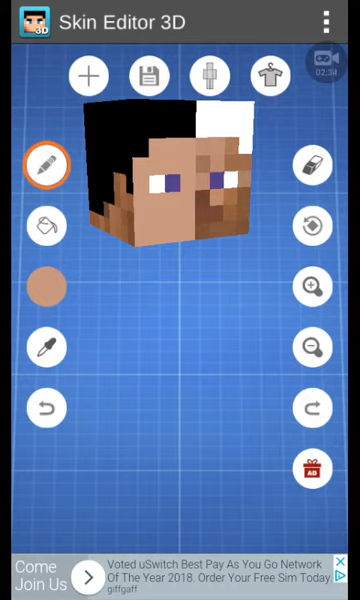 3D
Skin Editor 3D
02:34
AD
Come
Join Us
Voted uSwitch Best Pay As You Go Network
Of The Year 2018. Order Your Free Sim Today.
giffgaff